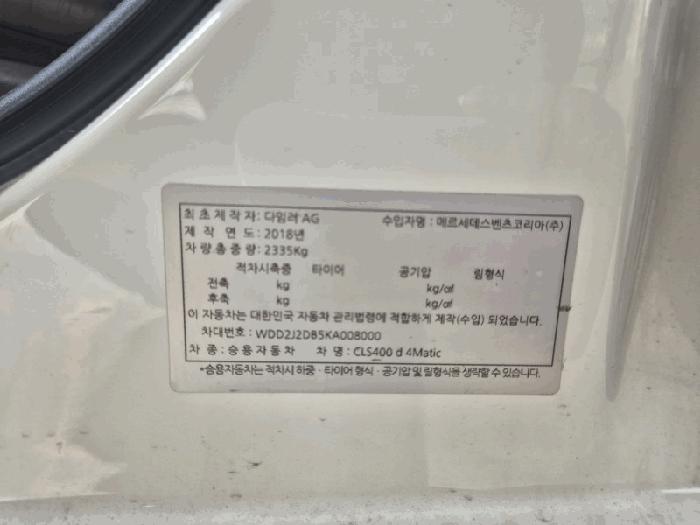 최초제작자: 다임러 AG 수입자명 : 메르세데스벤츠코리아(주)
제 작 연 도: 2018년
차량총중량: 2335Kg
적차시축중 타이어 공기압 림형식
전축 kg kg/㎠
후축 kg kg/㎠
이 자동차는 대한민국 자동차 관리법령에 적합하게 제작(수입) 되었습니다.
차대번호 : WDD2J2DB5KA008000
차 종 : 승용자동차 차 명 : CLS400 d 4Matic
*승용자동차는 적차시 하중 · 타이어 형식 · 공기압 및 림형식을 생략할 수 있습니다.